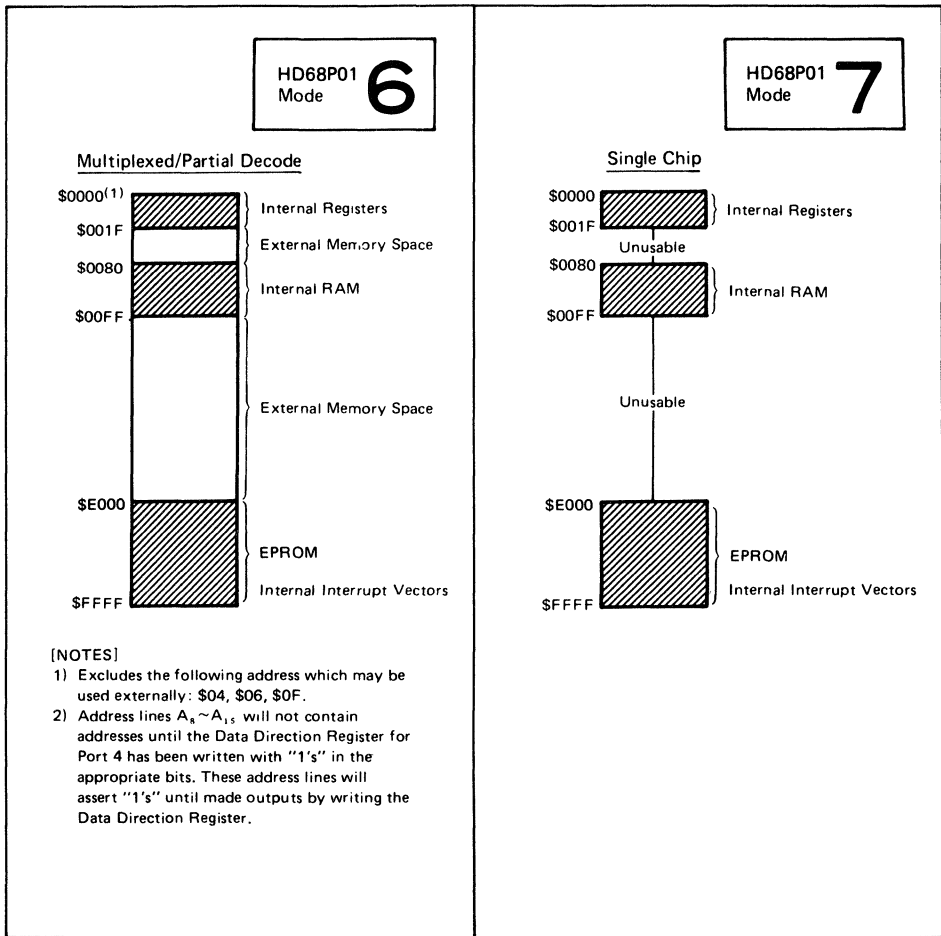 HD68P01
Mode 6
Multiplexed/Partial Decode
$0000(1)
Internal Registers
$001F
External Memory Space
$0080
Internal RAM
$00FF
External Memory Space
$E000
EPROM
Internal Interrupt Vectors
$FFFF
[NOTES]
1) Excludes the following address which may be
used externally: $04, $06, $0F.
2) Address lines A₈~A₁₅ will not contain
addresses until the Data Direction Register for
Port 4 has been written with "1's" in the
appropriate bits. These address lines will
assert "1's" until made outputs by writing the
Data Direction Register.
HD68P01
Mode 7
Single Chip
$0000
Internal Registers
$001F
Unusable
$0080
Internal RAM
$00FF
Unusable
$E000
EPROM
Internal Interrupt Vectors
$FFFF